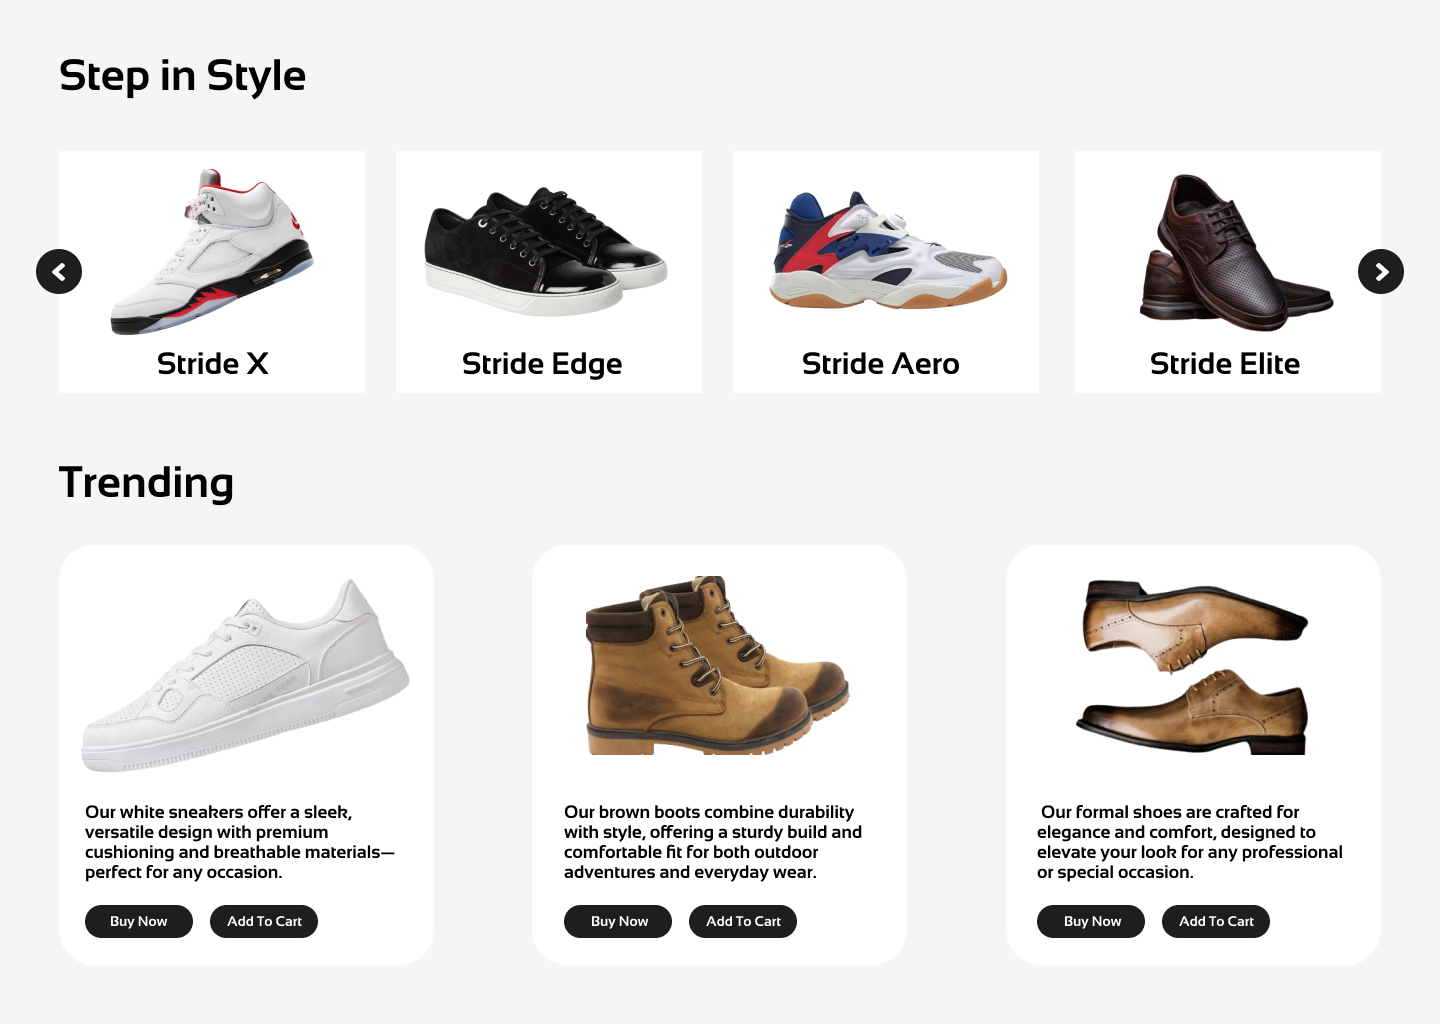 Step in Style
Stride X
Stride Edge
Stride Aero
Stride Elite
Trending
Our white sneakers offer a sleek,
versatile design with premium
cushioning and breathable materials—
perfect for any occasion.
Buy Now
Add To Cart
Our brown boots combine durability
with style, offering a sturdy build and
comfortable fit for both outdoor
adventures and everyday wear.
Buy Now
Add To Cart
Our formal shoes are crafted for
elegance and comfort, designed to
elevate your look for any professional
or special occasion.
Buy Now
Add To Cart